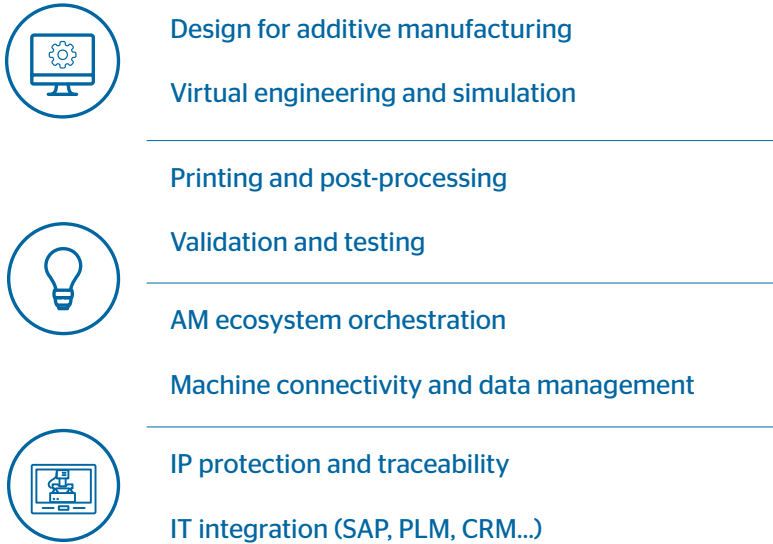 Design for additive manufacturing
Virtual engineering and simulation
Printing and post-processing
Validation and testing
AM ecosystem orchestration
Machine connectivity and data management
IP protection and traceability
IT integration (SAP, PLM, CRM...)